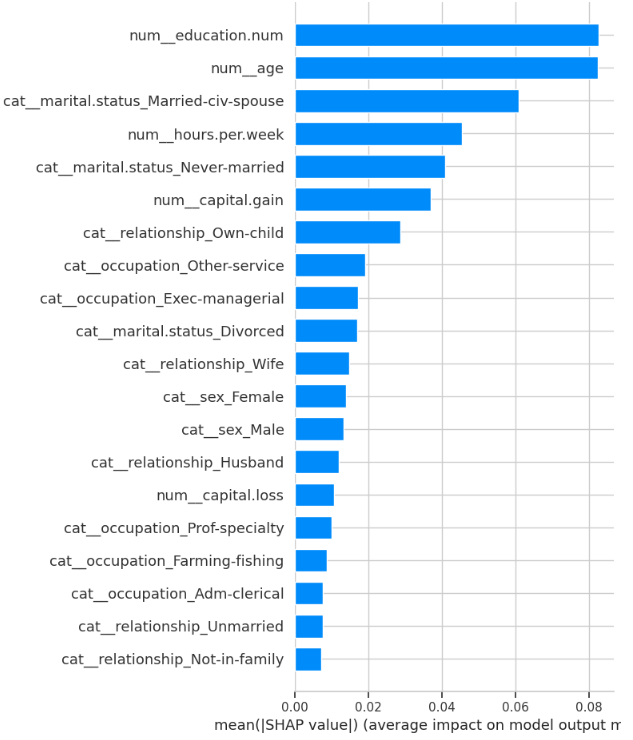 num__education.num
num__age
cat__marital.status_Married-civ-spouse
num__hours.per.week
cat__marital.status_Never-married
num__capital.gain
cat__relationship_Own-child
cat__occupation_Other-service
cat__occupation_Exec-managerial
cat__marital.status_Divorced
cat__relationship_Wife
cat__sex_Female
cat__sex_Male
cat__relationship_Husband
num__capital.loss
cat__occupation_Prof-specialty
cat__occupation_Farming-fishing
cat__occupation_Adm-clerical
cat__relationship_Unmarried
cat__relationship_Not-in-family
0.00 0.02 0.04 0.06 0.08
mean(|SHAP value|) (average impact on model output m